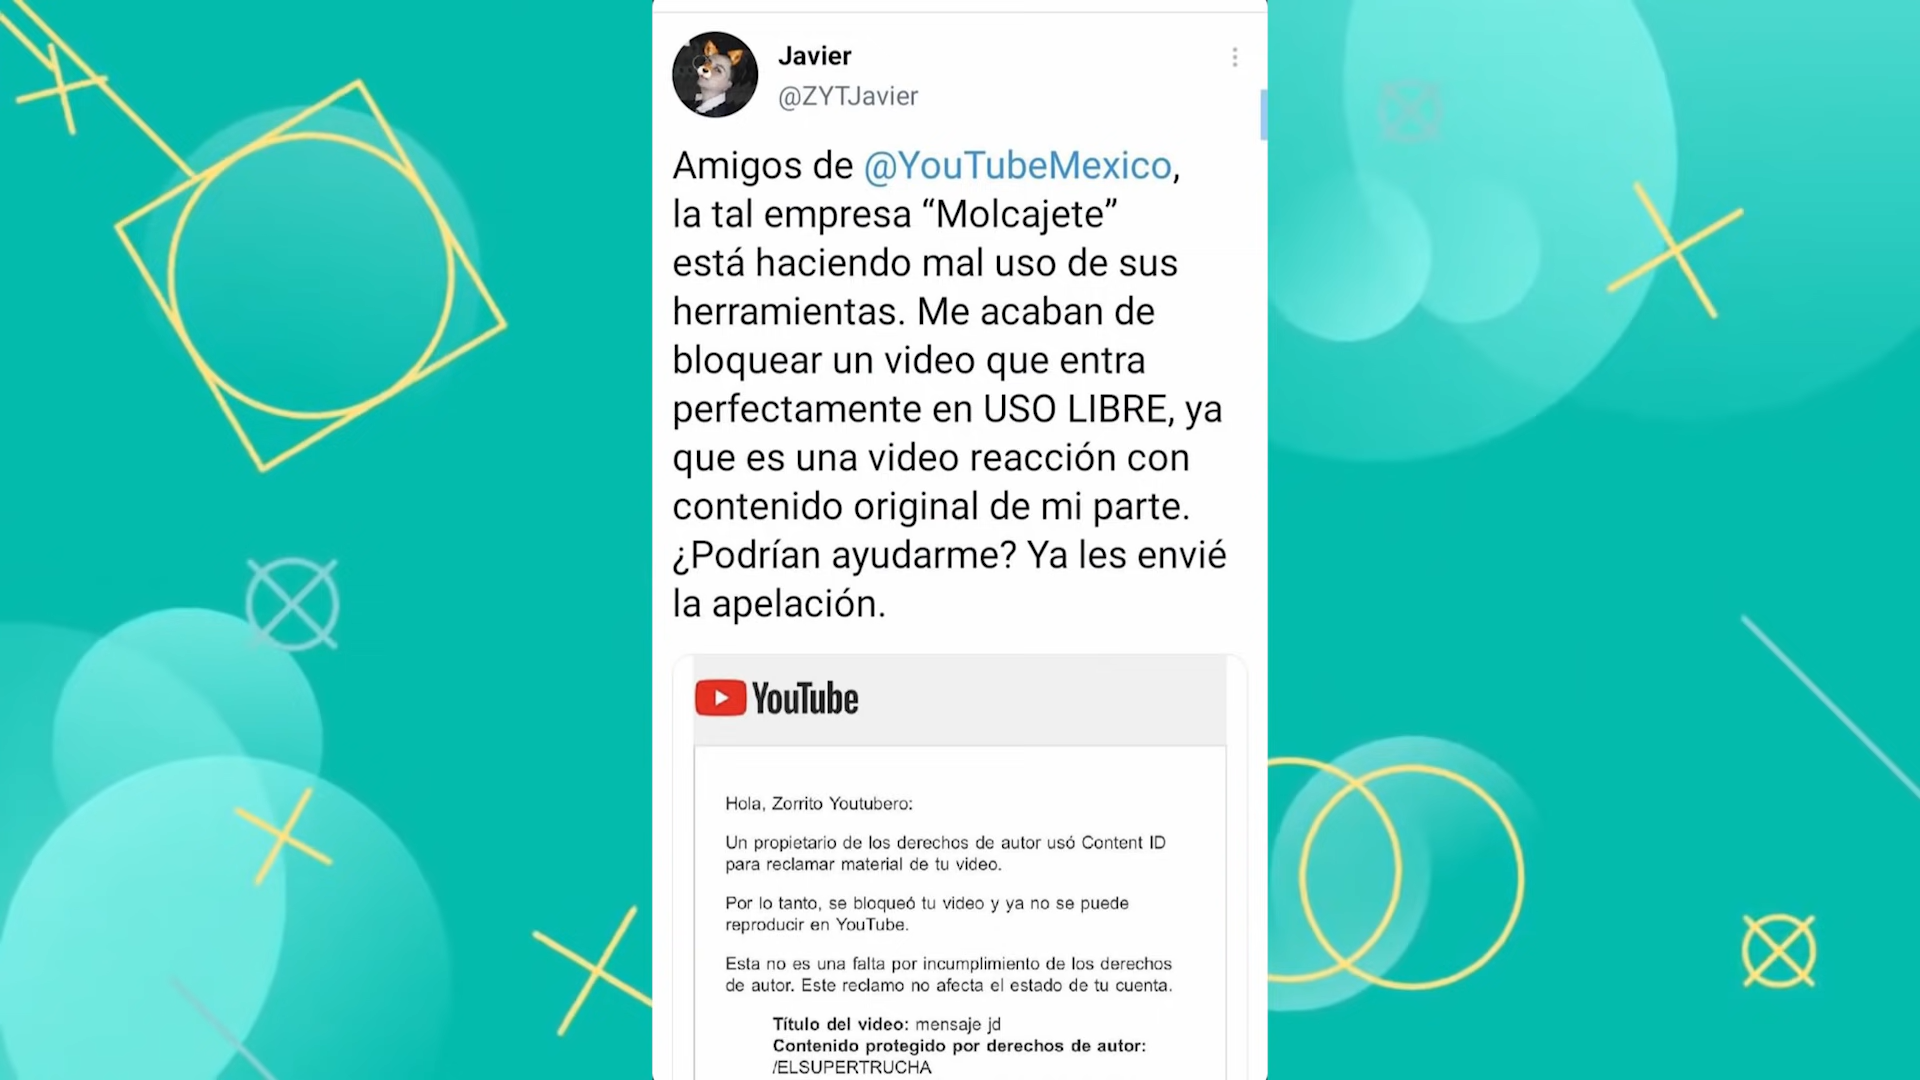 Javier
@ZYTJavier
Amigos de @YouTubeMexico,
la tal empresa “Molcajete”
está haciendo mal uso de sus
herramientas. Me acaban de
bloquear un video que entra
perfectamente en USO LIBRE, ya
que es una video reacción con
contenido original de mi parte.
¿Podrían ayudarme? Ya les envié
la apelación.
YouTube
Hola, Zorrito Youtubero:
Un propietario de los derechos de autor usó Content ID
para reclamar material de tu video.
Por lo tanto, se bloqueó tu video y ya no se puede
reproducir en YouTube.
Esta no es una falta por incumplimiento de los derechos
de autor. Este reclamo no afecta el estado de tu cuenta.
Título del video: mensaje jd
Contenido protegido por derechos de autor:
/ELSUPERTRUCHA